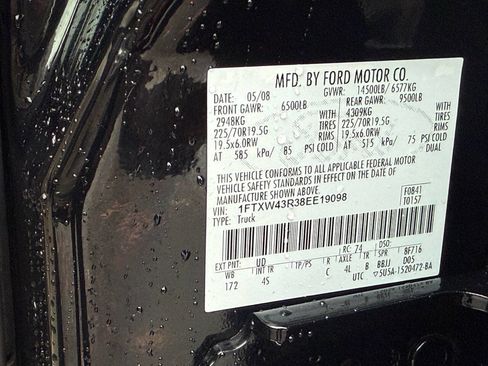 MFD. BY FORD MOTOR CO.
DATE: 05/08 GVWR: 14500LB/ 6577KG
FRONT GAWR: 6500LB REAR GAWR: 9500LB
2948KG WITH 4309KG WITH
225/70R19.5G TIRES 225/70R19.5G TIRES
19.5x6.0RW RIMS 19.5x6.0RW RIMS
AT 585 kPa/ 85 PSI COLD AT 515 kPa/ 75 PSI COLD
DUAL
THIS VEHICLE CONFORMS TO ALL APPLICABLE FEDERAL MOTOR
VEHICLE SAFETY STANDARDS IN EFFECT ON THE DATE OF
MANUFACTURE SHOWN ABOVE.
VIN: 1FTXW43R38EE19098 F0841
TYPE: Truck T0157
EXT PNT: UD RC: 74 DSO:
WB INT TR TP/PS R AXLE TR SPR 8F716
172 4S C 4L B BBJJ D05
UTC 5U5A-1520472-BA